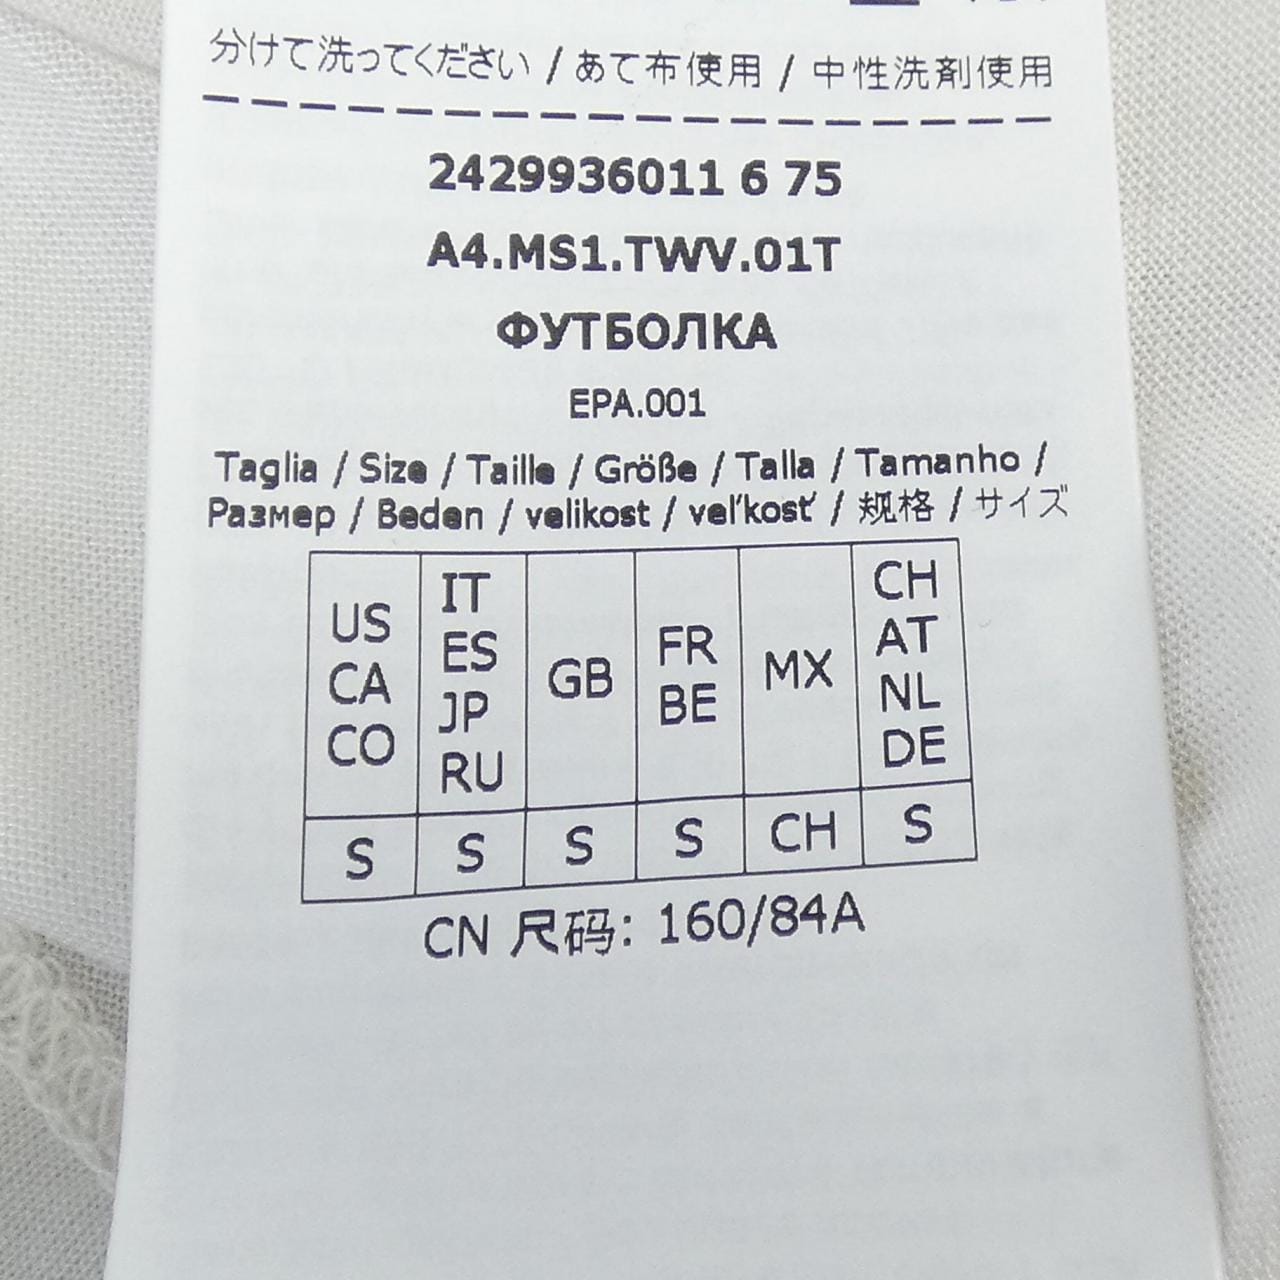 分けて洗ってください / あて布使用 / 中性洗剤使用
2429936011 6 75
A4.MS1.TWV.01T
ФУТБОЛКА
EPA.001
Taglia / Size / Taille / Größe / Talla / Tamanho /
Размер / Beden / velikost / veľkosť / 规格 / サイズ
US CA CO IT ES JP RU GB FR BE MX CH AT NL DE
S S S S CH S
CN 尺码: 160/84A